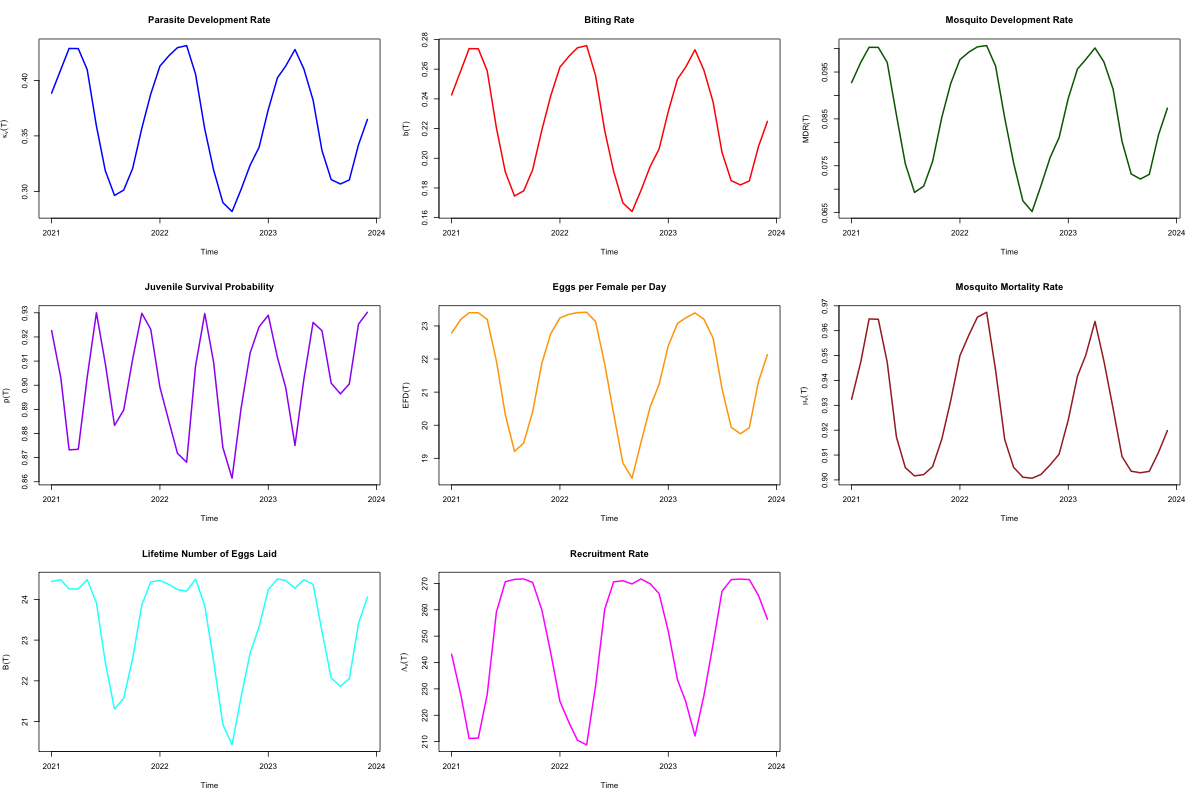 Parasite Development Rate
κᵥ(T)
0.40
0.35
0.30
2021 2022 2023 2024
Time
Biting Rate
b(T)
0.28
0.26
0.24
0.22
0.20
0.18
0.16
2021 2022 2023 2024
Time
Mosquito Development Rate
MDR(T)
0.095
0.085
0.075
0.065
2021 2022 2023 2024
Time
Juvenile Survival Probability
p(T)
0.93
0.92
0.91
0.90
0.89
0.88
0.87
0.86
2021 2022 2023 2024
Time
Eggs per Female per Day
EFD(T)
23
22
21
20
19
2021 2022 2023 2024
Time
Mosquito Mortality Rate
μᵥ(T)
0.97
0.96
0.95
0.94
0.93
0.92
0.91
0.90
2021 2022 2023 2024
Time
Lifetime Number of Eggs Laid
B(T)
24
23
22
21
2021 2022 2023 2024
Time
Recruitment Rate
Λᵥ(T)
270
260
250
240
230
220
210
2021 2022 2023 2024
Time